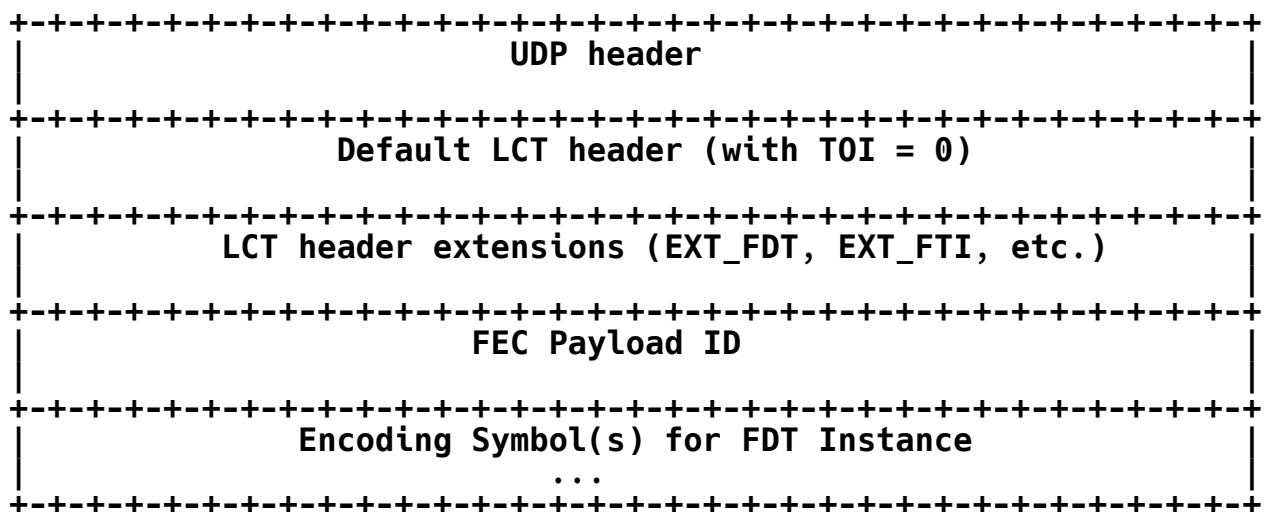 +-+-+-+-+-+-+-+-+-+-+-+-+-+-+-+-+-+-+-+-+-+-+-+-+-+-+-+-+-+-+-+-+
| UDP header |
| |
+-+-+-+-+-+-+-+-+-+-+-+-+-+-+-+-+-+-+-+-+-+-+-+-+-+-+-+-+-+-+-+-+
| Default LCT header (with TOI = 0) |
| |
+-+-+-+-+-+-+-+-+-+-+-+-+-+-+-+-+-+-+-+-+-+-+-+-+-+-+-+-+-+-+-+-+
| LCT header extensions (EXT_FDT, EXT_FTI, etc.) |
| |
+-+-+-+-+-+-+-+-+-+-+-+-+-+-+-+-+-+-+-+-+-+-+-+-+-+-+-+-+-+-+-+-+
| FEC Payload ID |
| |
+-+-+-+-+-+-+-+-+-+-+-+-+-+-+-+-+-+-+-+-+-+-+-+-+-+-+-+-+-+-+-+-+
| Encoding Symbol(s) for FDT Instance |
| ... |
+-+-+-+-+-+-+-+-+-+-+-+-+-+-+-+-+-+-+-+-+-+-+-+-+-+-+-+-+-+-+-+-+